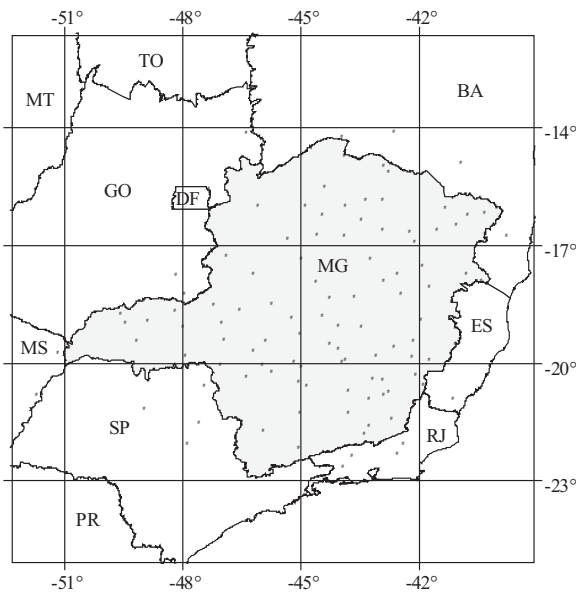 -51° -48° -45° -42°
TO
MT
BA
-14°
GO
DF
-17°
MG
ES
MS
-20°
SP
RJ
-23°
PR
-51° -48° -45° -42°